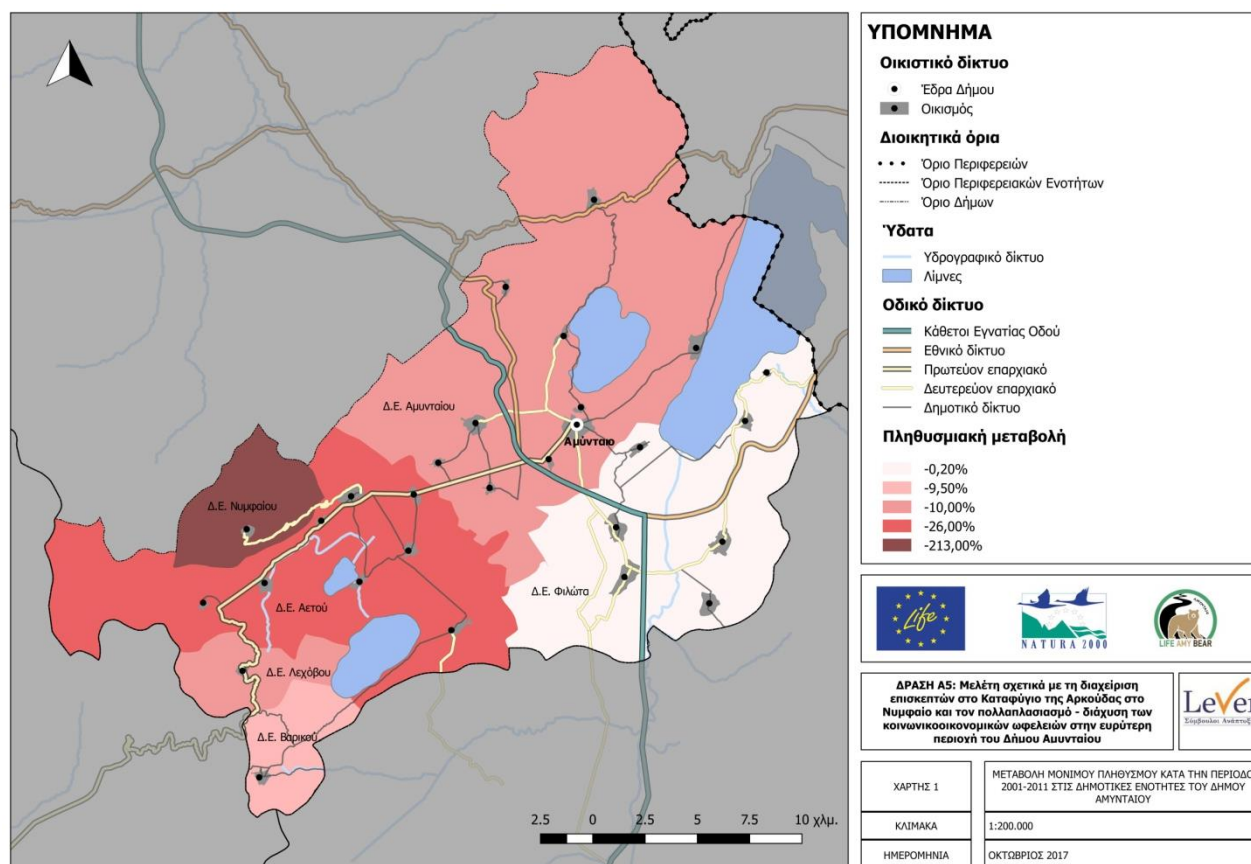 ΥΠΟΜΝΗΜΑ
Οικιστικό δίκτυο
Έδρα Δήμου
Οικισμός
Διοικητικά όρια
Όριο Περιφερειών
Όριο Περιφερειακών Ενοτήτων
Όριο Δήμων
Ύδατα
Υδρογραφικό δίκτυο
Λίμνες
Οδικό δίκτυο
Κάθετοι Εγνατίας Οδού
Εθνικό δίκτυο
Πρωτεύον επαρχιακό
Δευτερεύον επαρχιακό
Δημοτικό δίκτυο
Πληθυσμιακή μεταβολή
-0,20%
-9,50%
-10,00%
-26,00%
-213,00%
Δ.Ε. Αμυνταίου
Αμύνταιο
Δ.Ε. Νυμφαίου
Δ.Ε. Φιλώτα
Δ.Ε. Αετού
Δ.Ε. Λεχόβου
Δ.Ε. Βαρικού
2.5 0 2.5 5 7.5 10 χλμ.
Life
NATURA 2000
LIFE AMY BEAR
ΔΡΑΣΗ Α5: Μελέτη σχετικά με τη διαχείριση
επισκεπτών στο Καταφύγιο της Αρκούδας στο
Νυμφαίο και τον πολλαπλασιασμό - διάχυση των
κοινωνικοοικονομικών ωφελειών στην ευρύτερη
περιοχή του Δήμου Αμυνταίου
LeVer
Σύμβουλοι Ανάπτυξης
ΧΑΡΤΗΣ 1
ΜΕΤΑΒΟΛΗ ΜΟΝΙΜΟΥ ΠΛΗΘΥΣΜΟΥ ΚΑΤΑ ΤΗΝ ΠΕΡΙΟΔΟ
2001-2011 ΣΤΙΣ ΔΗΜΟΤΙΚΕΣ ΕΝΟΤΗΤΕΣ ΤΟΥ ΔΗΜΟΥ
ΑΜΥΝΤΑΙΟΥ
ΚΛΙΜΑΚΑ
1:200.000
ΗΜΕΡΟΜΗΝΙΑ
ΟΚΤΩΒΡΙΟΣ 2017